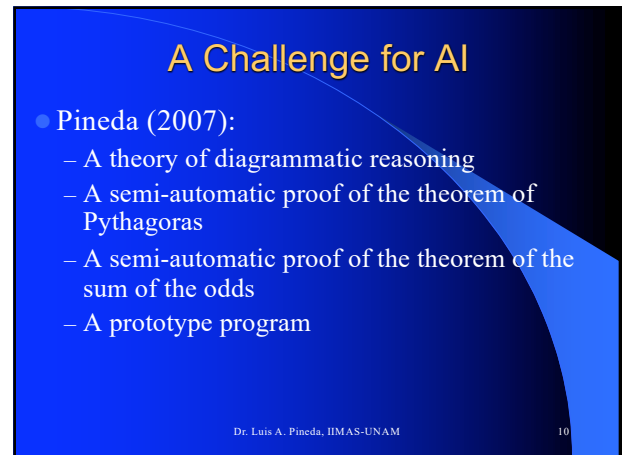 A Challenge for AI
Pineda (2007):
– A theory of diagrammatic reasoning
– A semi-automatic proof of the theorem of
Pythagoras
– A semi-automatic proof of the theorem of the
sum of the odds
– A prototype program
Dr. Luis A. Pineda, IIMAS-UNAM
10